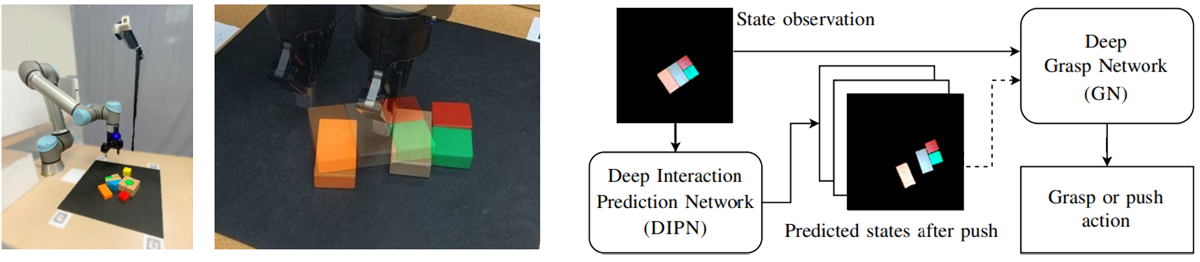 State observation
Deep
Grasp Network
(GN)
Deep Interaction
Prediction Network
(DIPN)
Predicted states after push
Grasp or push
action